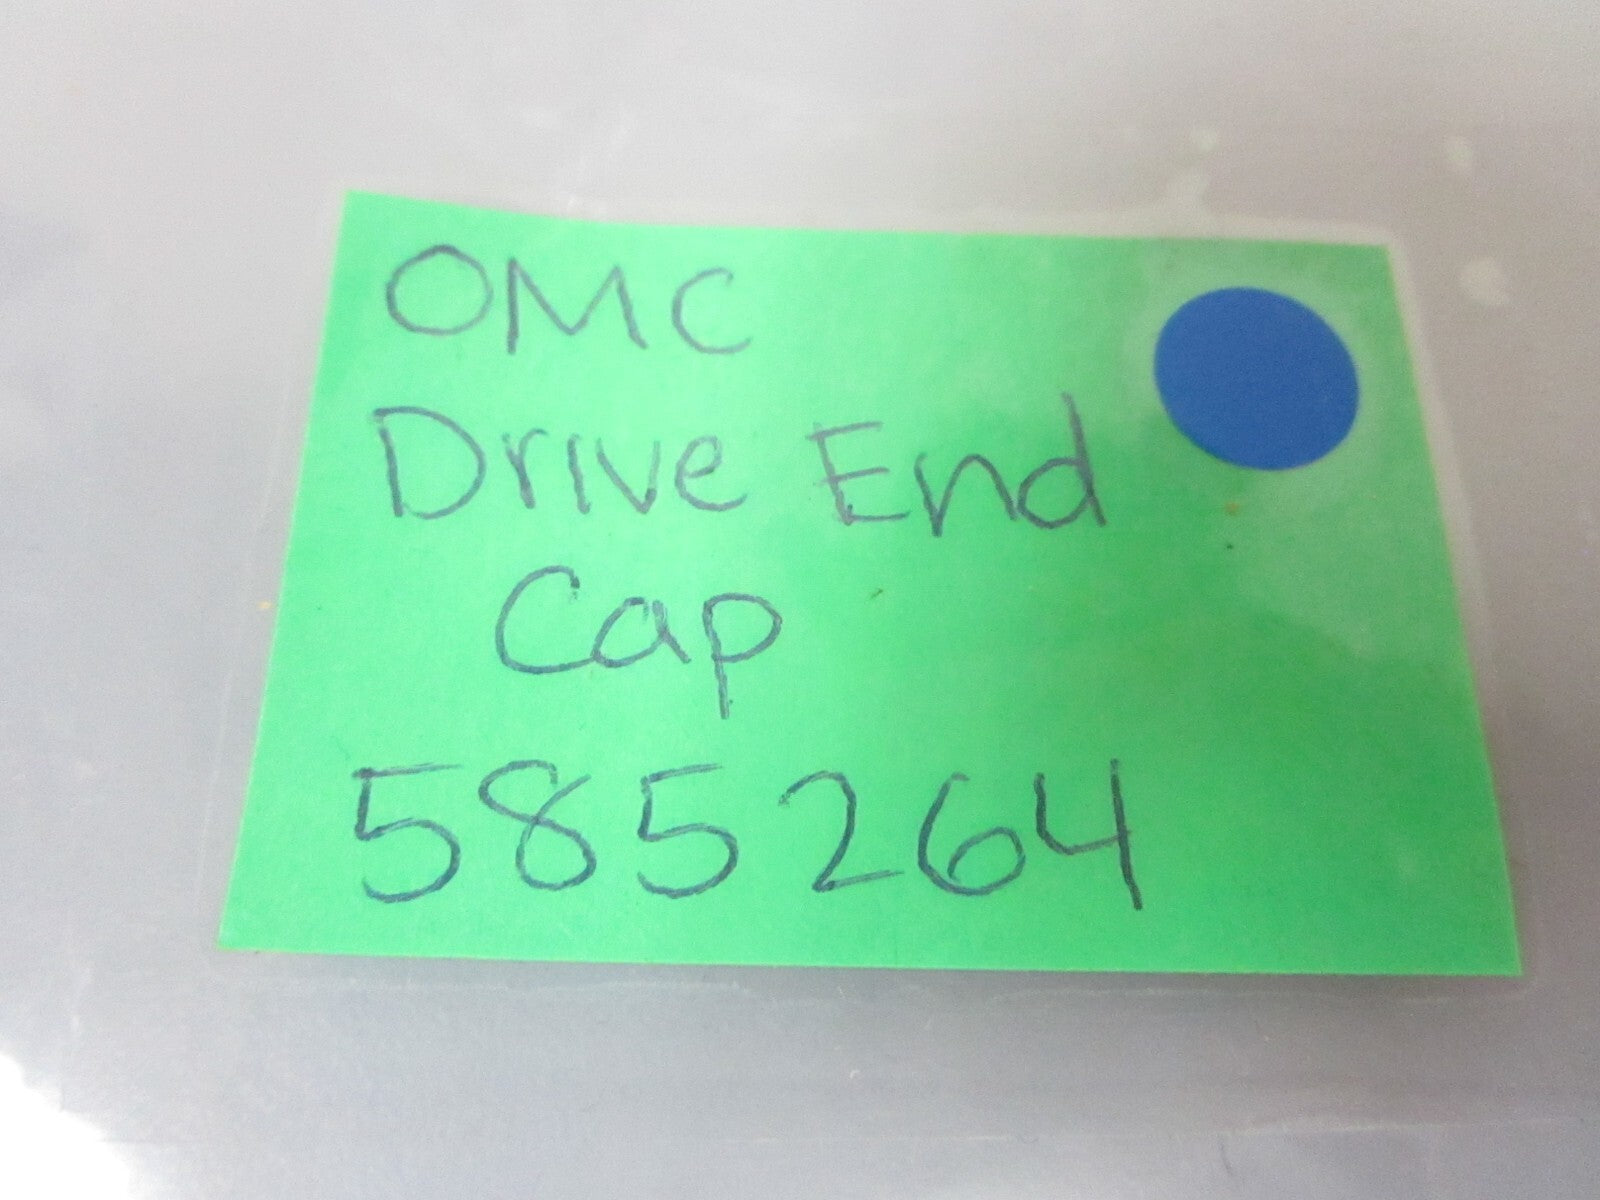 OMC
Drive End
Cap
585264